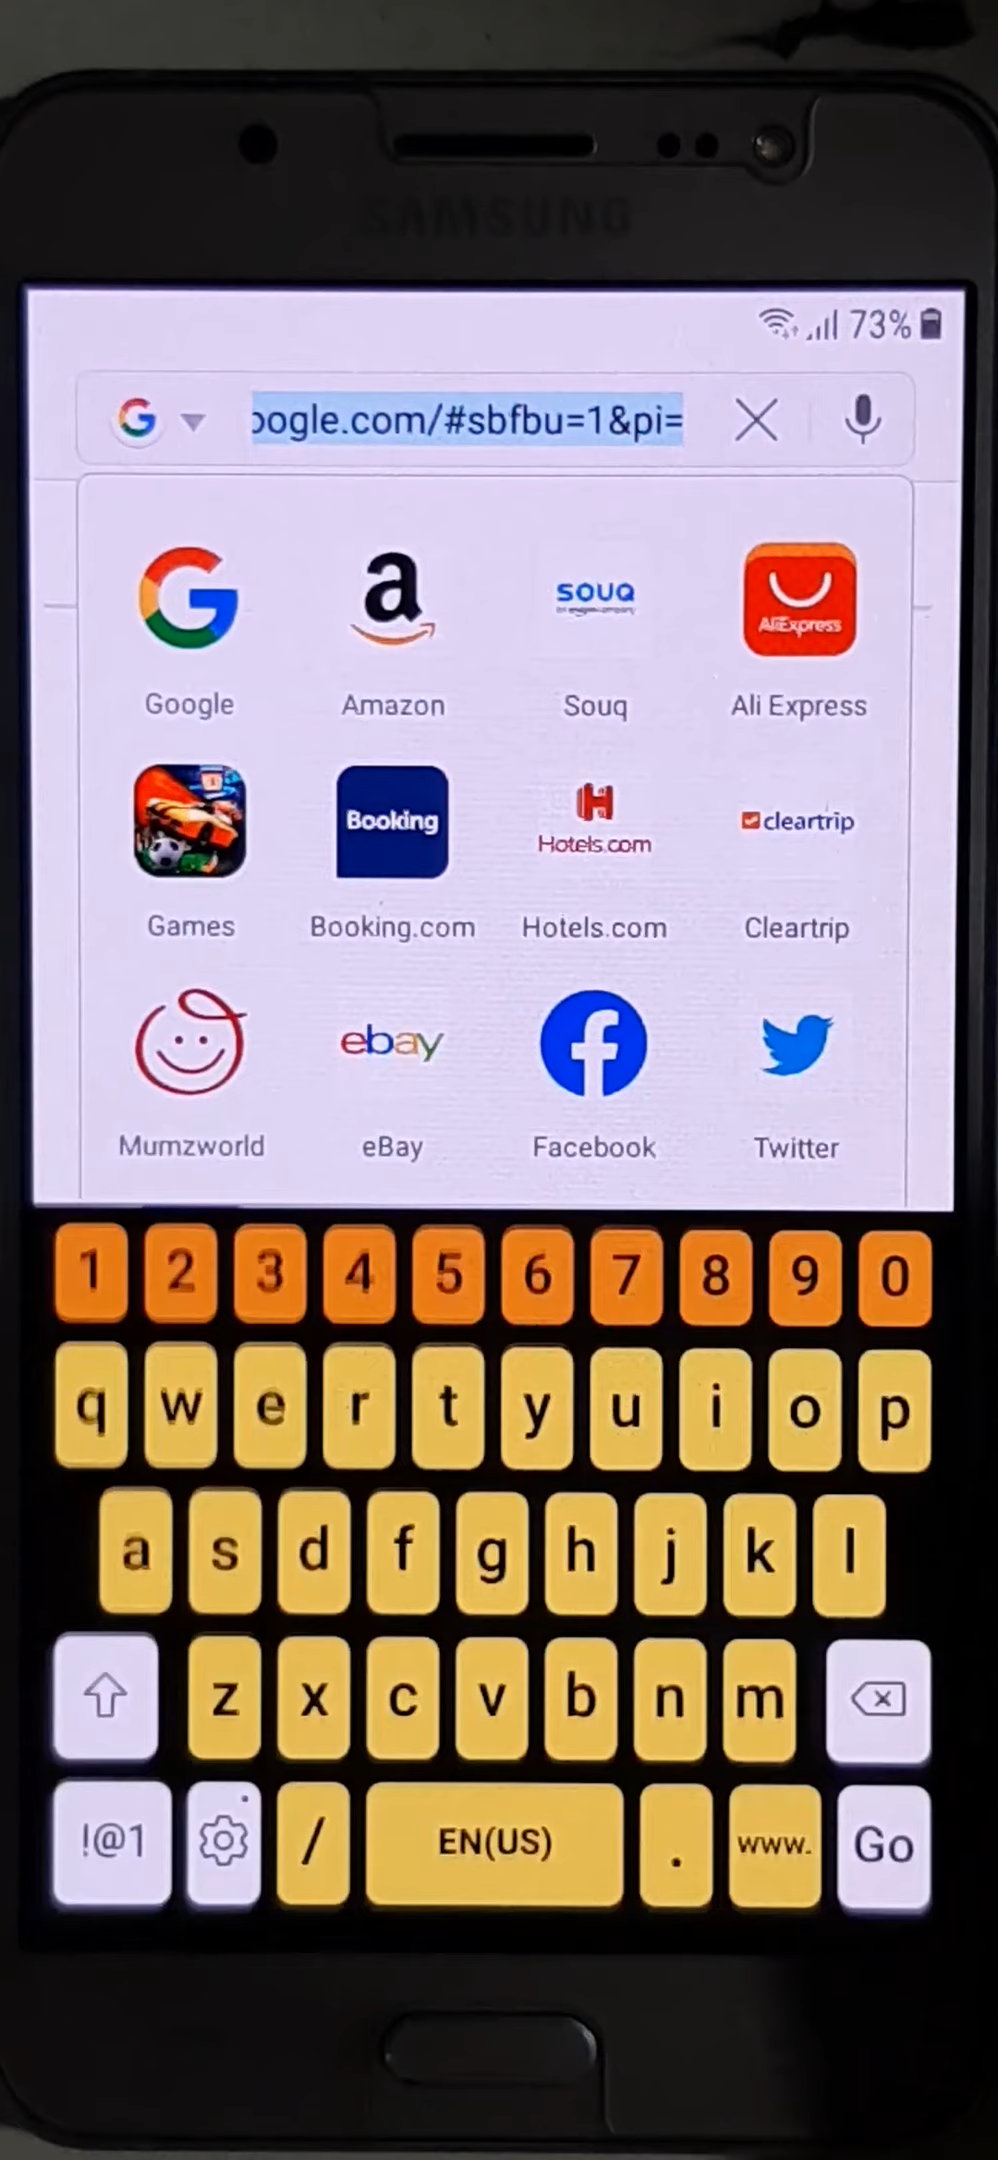 SAMSUNG
73%
oogle.com/#sbfbu=1&pi=
a
SOUQ
AliExpress
Google
Amazon
Souq
Ali Express
Booking
H
Hotels.com
cleartrip
Games
Booking.com
Hotels.com
Cleartrip
ebay
f
Mumzworld
eBay
Facebook
Twitter
1 2 3 4 5 6 7 8 9 0
q w e r t y u i o p
a s d f g h j k l
z x c v b n m
!@1 / EN(US) . www. Go